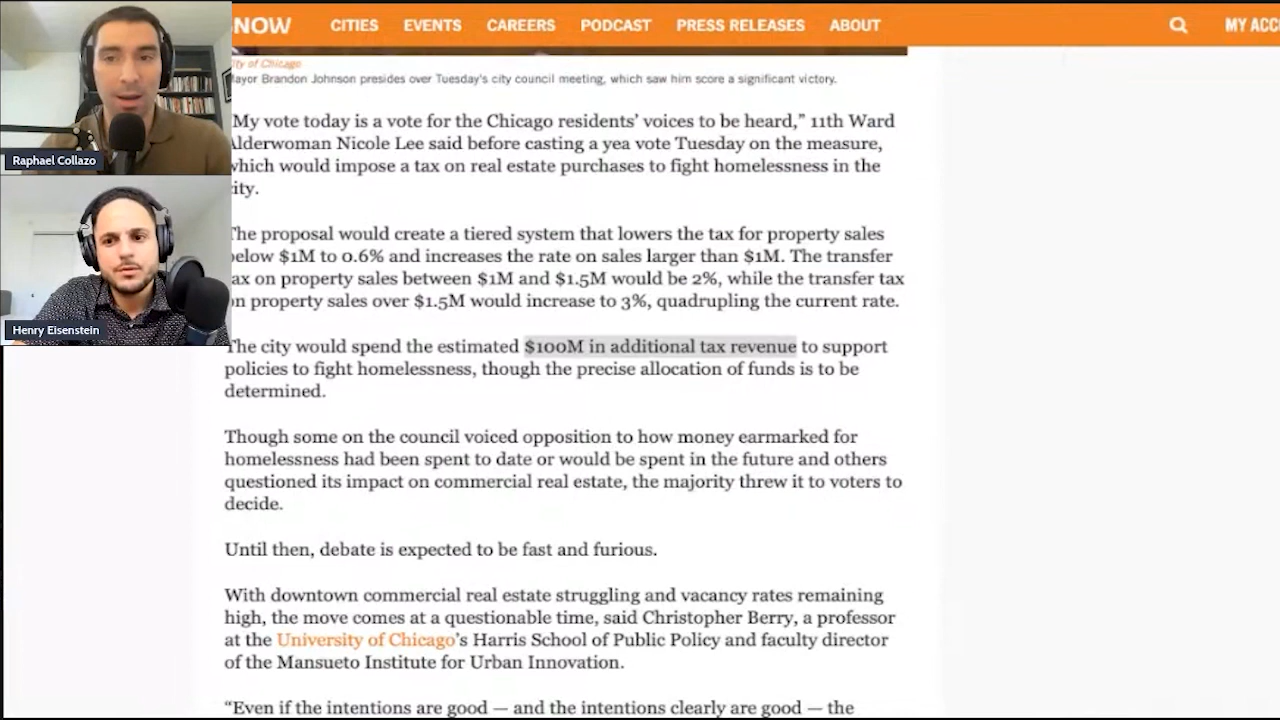 NOW CITIES EVENTS CAREERS PODCAST PRESS RELEASES ABOUT MY ACC
City of Chicago
Mayor Brandon Johnson presides over Tuesday's city council meeting, which saw him score a significant victory.
"My vote today is a vote for the Chicago residents' voices to be heard," 11th Ward
Alderwoman Nicole Lee said before casting a yea vote Tuesday on the measure,
which would impose a tax on real estate purchases to fight homelessness in the
city.
The proposal would create a tiered system that lowers the tax for property sales
below $1M to 0.6% and increases the rate on sales larger than $1M. The transfer
tax on property sales between $1M and $1.5M would be 2%, while the transfer tax
on property sales over $1.5M would increase to 3%, quadrupling the current rate.
The city would spend the estimated $100M in additional tax revenue to support
policies to fight homelessness, though the precise allocation of funds is to be
determined.
Though some on the council voiced opposition to how money earmarked for
homelessness had been spent to date or would be spent in the future and others
questioned its impact on commercial real estate, the majority threw it to voters to
decide.
Until then, debate is expected to be fast and furious.
With downtown commercial real estate struggling and vacancy rates remaining
high, the move comes at a questionable time, said Christopher Berry, a professor
at the University of Chicago's Harris School of Public Policy and faculty director
of the Mansueto Institute for Urban Innovation.
"Even if the intentions are good — and the intentions clearly are good — the
Raphael Collazo
Henry Eisenstein